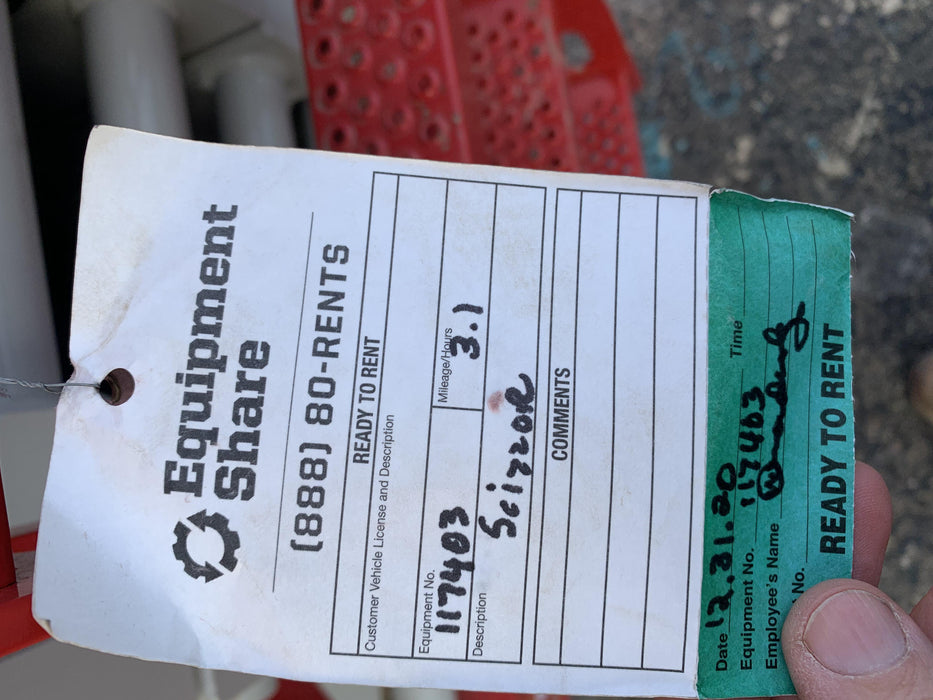 Equipment
Share
(888) 80-RENTS
READY TO RENT
Customer Vehicle License and Description
Equipment No. Mileage/Hours
117403 3.1
Description
Scizzor
COMMENTS
Date 12.31.20 Time
Equipment No. 117403
Employee's Name
No.
READY TO RENT